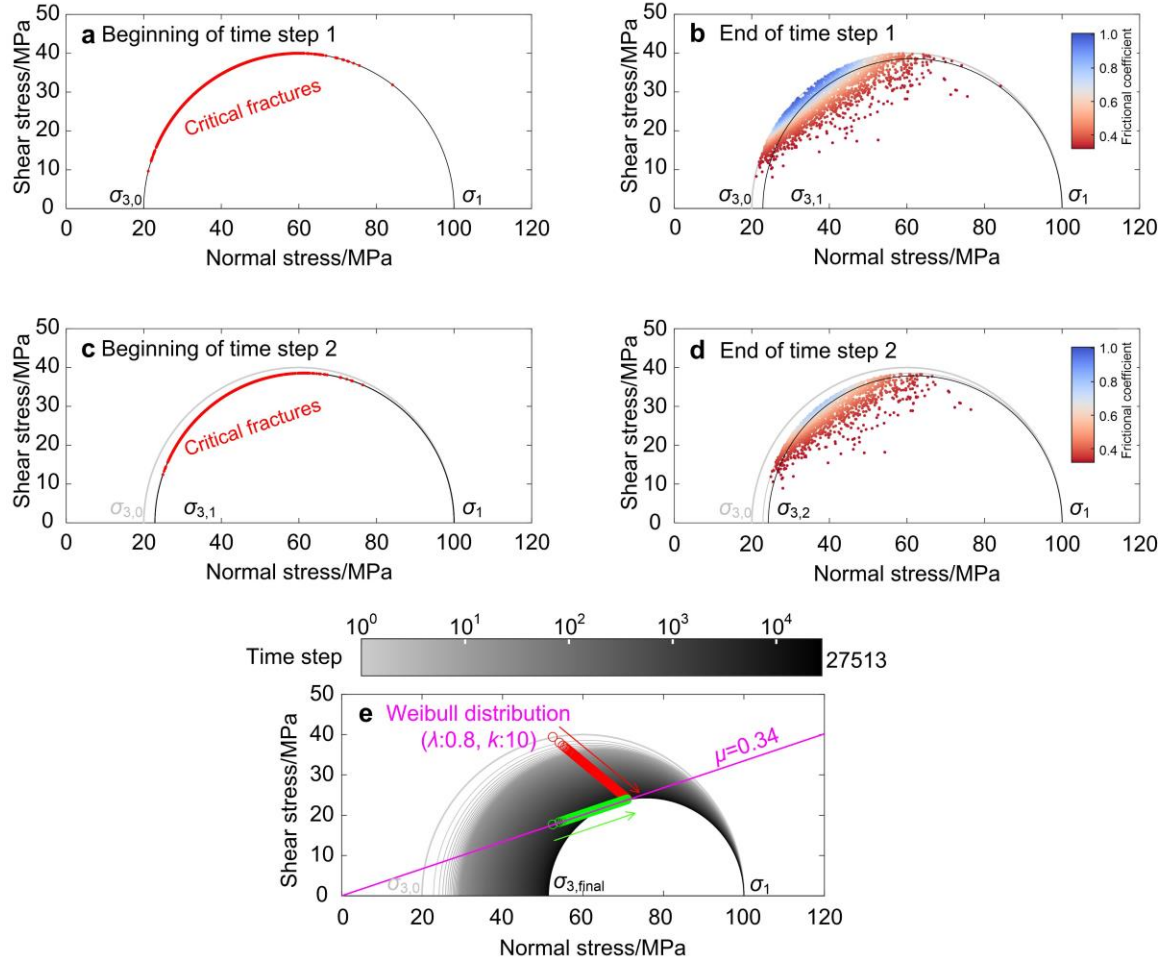 a Beginning of time step 1
50
40
30
20
10
0
Shear stress/MPa
Critical fractures
σ3,0
σ1
0 20 40 60 80 100 120
Normal stress/MPa
b End of time step 1
50
40
30
20
10
0
Shear stress/MPa
1.0
0.8
0.6
0.4
Frictional coefficient
σ3,0
σ3,1
σ1
0 20 40 60 80 100 120
Normal stress/MPa
c Beginning of time step 2
50
40
30
20
10
0
Shear stress/MPa
Critical fractures
σ3,0
σ3,1
σ1
0 20 40 60 80 100 120
Normal stress/MPa
d End of time step 2
50
40
30
20
10
0
Shear stress/MPa
1.0
0.8
0.6
0.4
Frictional coefficient
σ3,0
σ3,2
σ1
0 20 40 60 80 100 120
Normal stress/MPa
10^0 10^1 10^2 10^3 10^4
Time step
27513
e Weibull distribution
(λ:0.8, k:10)
50
40
30
20
10
0
Shear stress/MPa
μ=0.34
σ3,0
σ3,final
σ1
0 20 40 60 80 100 120
Normal stress/MPa